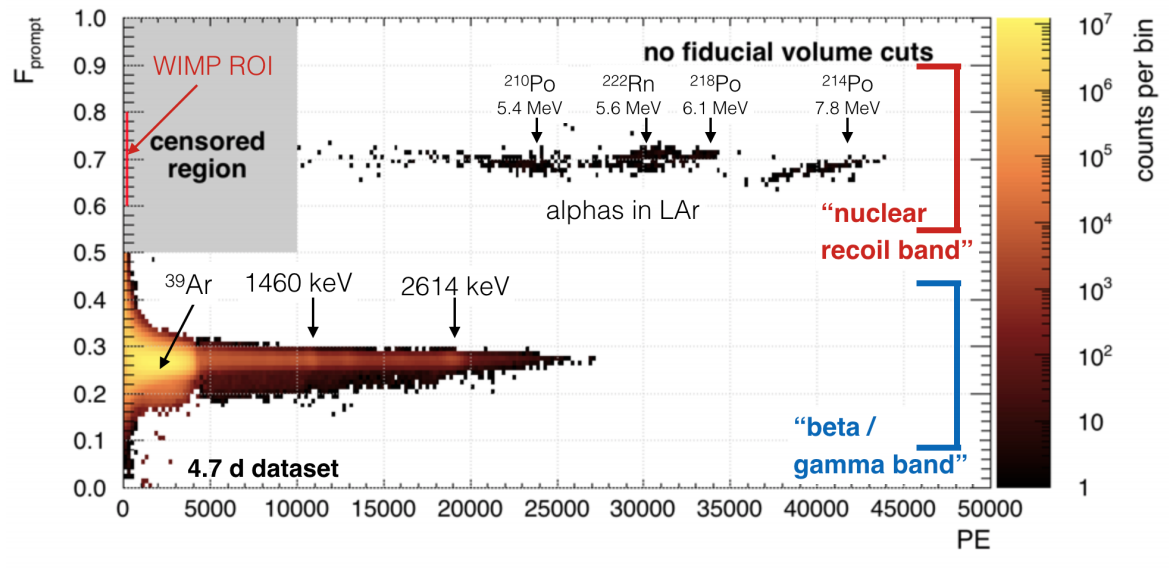 no fiducial volume cuts
WIMP ROI
censored
region
²¹⁰Po
5.4 MeV
²²²Rn
5.6 MeV
²¹⁸Po
6.1 MeV
²¹⁴Po
7.8 MeV
alphas in LAr
“nuclear
recoil band”
³⁹Ar
1460 keV
2614 keV
“beta /
gamma band”
4.7 d dataset
F prompt
1.0
0.9
0.8
0.7
0.6
0.5
0.4
0.3
0.2
0.1
0.0
0 5000 10000 15000 20000 25000 30000 35000 40000 45000 50000
PE
10⁷
10⁶
10⁵
10⁴
10³
10²
10
1
counts per bin